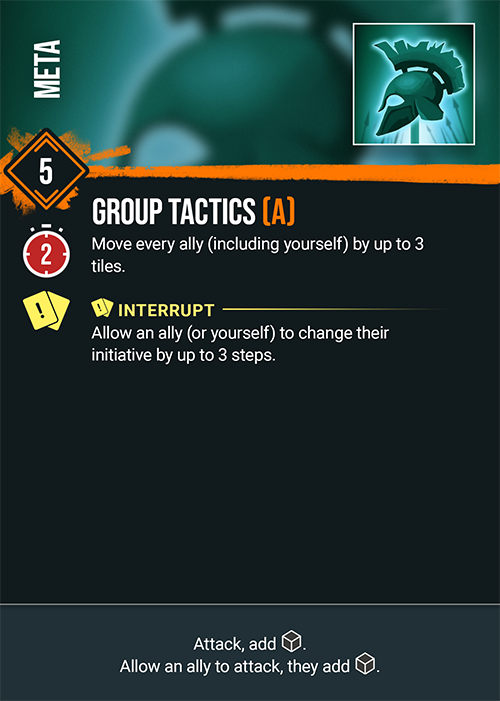 META
5
GROUP TACTICS (A)
2
Move every ally (including yourself) by up to 3
tiles.
! ! INTERRUPT
Allow an ally (or yourself) to change their
initiative by up to 3 steps.
Attack, add .
Allow an ally to attack, they add .